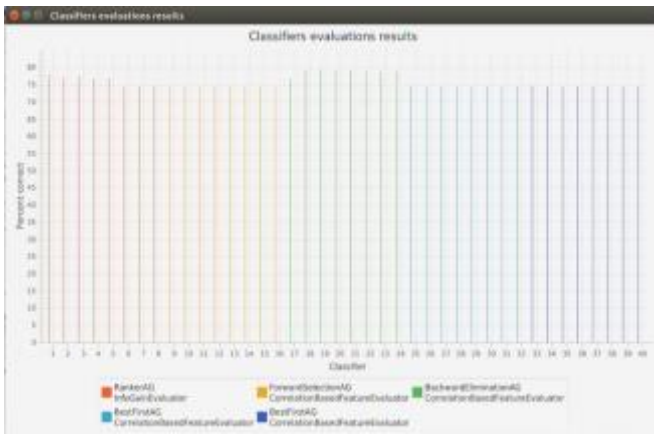 Classifiers evaluations results
Classifiers evaluations results
Percent correct
80
75
70
65
60
55
50
45
40
35
30
25
20
15
10
5
0
1 2 3 4 5 6 7 8 9 10 11 12 13 14 15 16 17 18 19 20 21 22 23 24 25 26 27 28 29 30 31 32 33 34 35 36 37 38 39 40
Classifier
RankerAG
InfoGainEvaluator
ForwardSelectionAG
CorrelationBasedFeatureEvaluator
BackwardEliminationAG
CorrelationBasedFeatureEvaluator
BestFirstAG
CorrelationBasedFeatureEvaluator
BestFirstAG
CorrelationBasedFeatureEvaluator